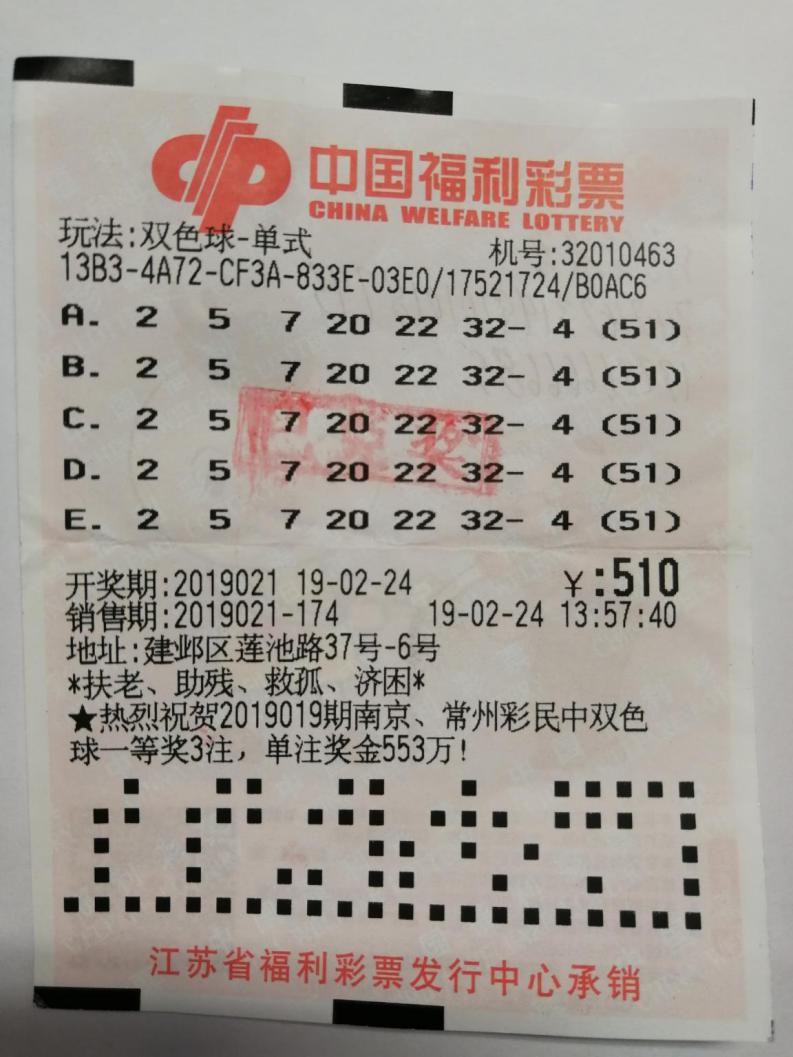 中国福利彩票
CHINA WELFARE LOTTERY
玩法:双色球-单式 机号:32010463
13B3-4A72-CF3A-833E-03E0/17521724/B0AC6
A. 2 5 7 20 22 32- 4 (51)
B. 2 5 7 20 22 32- 4 (51)
C. 2 5 7 20 22 32- 4 (51)
D. 2 5 7 20 22 32- 4 (51)
E. 2 5 7 20 22 32- 4 (51)
开奖期:2019021 19-02-24 ¥:510
销售期:2019021-174 19-02-24 13:57:40
地址:建邺区莲池路37号-6号
*扶老、助残、救孤、济困*
★热烈祝贺2019019期南京、常州彩民中双色
球一等奖3注，单注奖金553万!
江苏省福利彩票发行中心承销